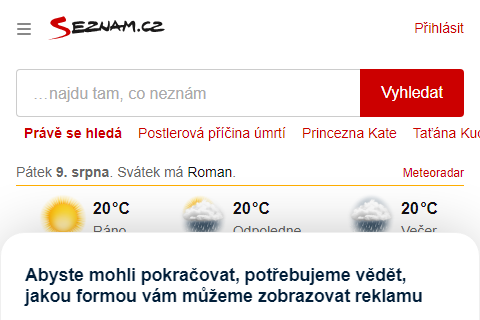 SEZNAM.CZ
Přihlásit
...najdu tam, co neznám
Vyhledat
Právě se hledá Postlerová příčina úmrtí Princezna Kate Taťána Kuc
Pátek 9. srpna. Svátek má Roman.
Meteoradar
20°C 20°C 20°C
Ráno Odpoledne Večer
Abyste mohli pokračovat, potřebujeme vědět,
jakou formou vám můžeme zobrazovat reklamu